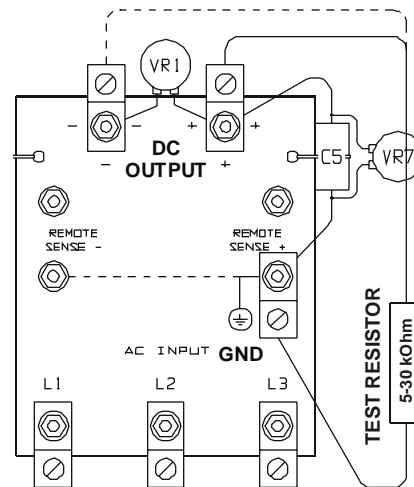 VR1
- - + +
- +
DC
OUTPUT
C5
VR7
REMOTE
SENSE -
REMOTE
SENSE +
AC INPUT GND
L1 L2 L3
TEST RESISTOR
5-30 kOhm